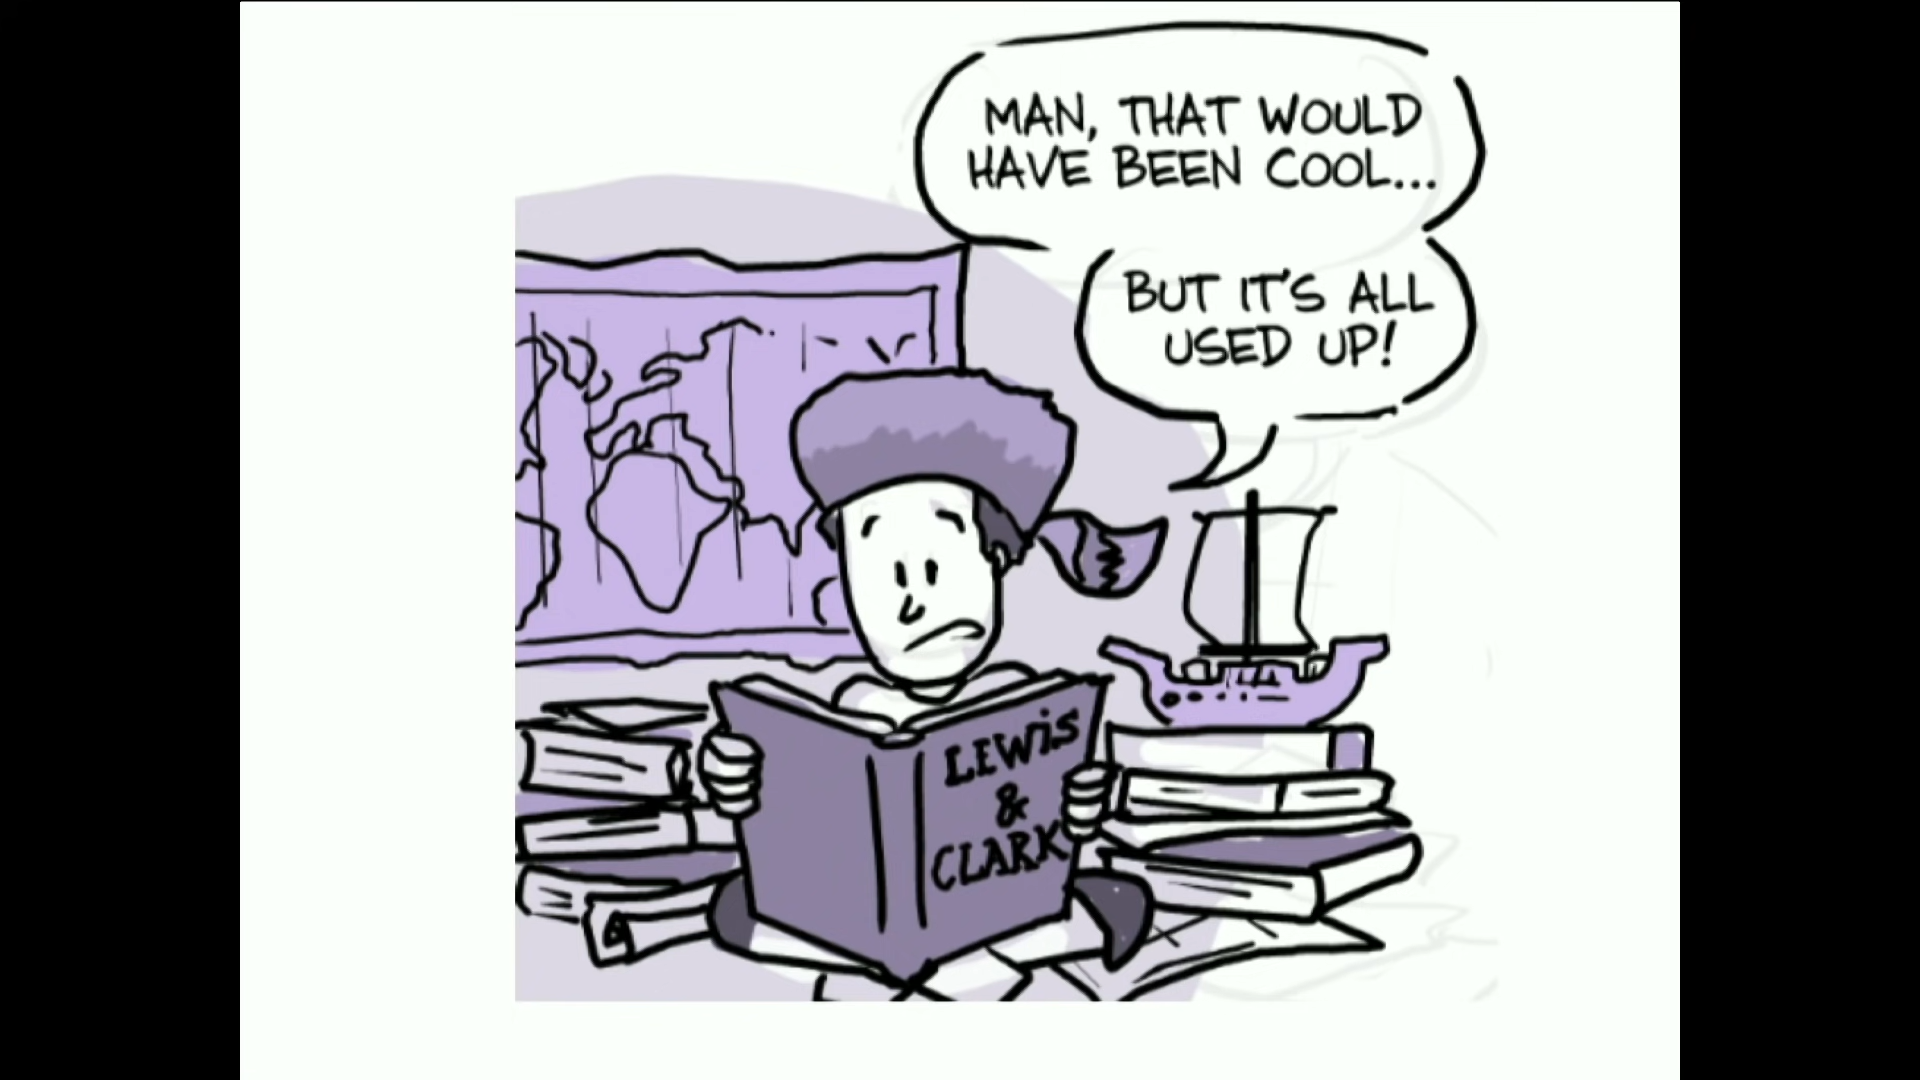 MAN, THAT WOULD
HAVE BEEN COOL...
BUT IT'S ALL
USED UP!
LEWiS
&
CLARK